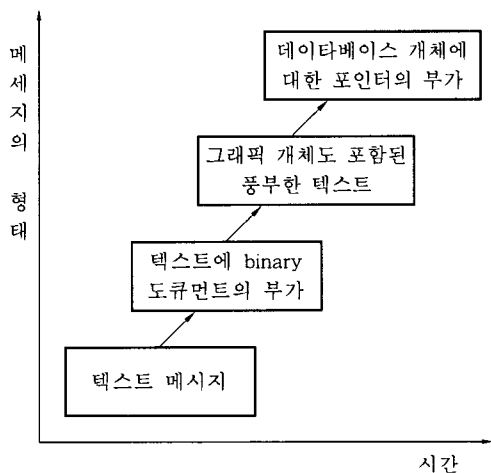 메세지의 형태
데이타베이스 개체에
대한 포인터의 부가
그래픽 개체도 포함된
풍부한 텍스트
텍스트에 binary
도큐먼트의 부가
텍스트 메시지
시간